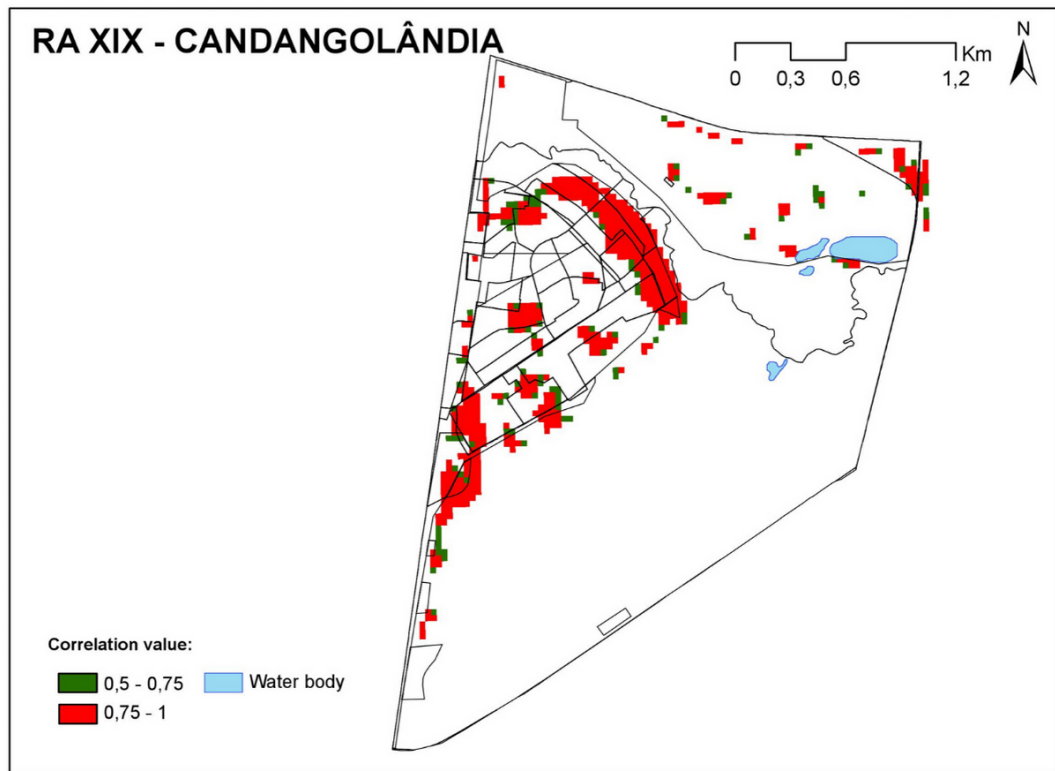 RA XIX - CANDANGOLÂNDIA
N
Km
0 0,3 0,6 1,2
Correlation value:
0,5 - 0,75 Water body
0,75 - 1